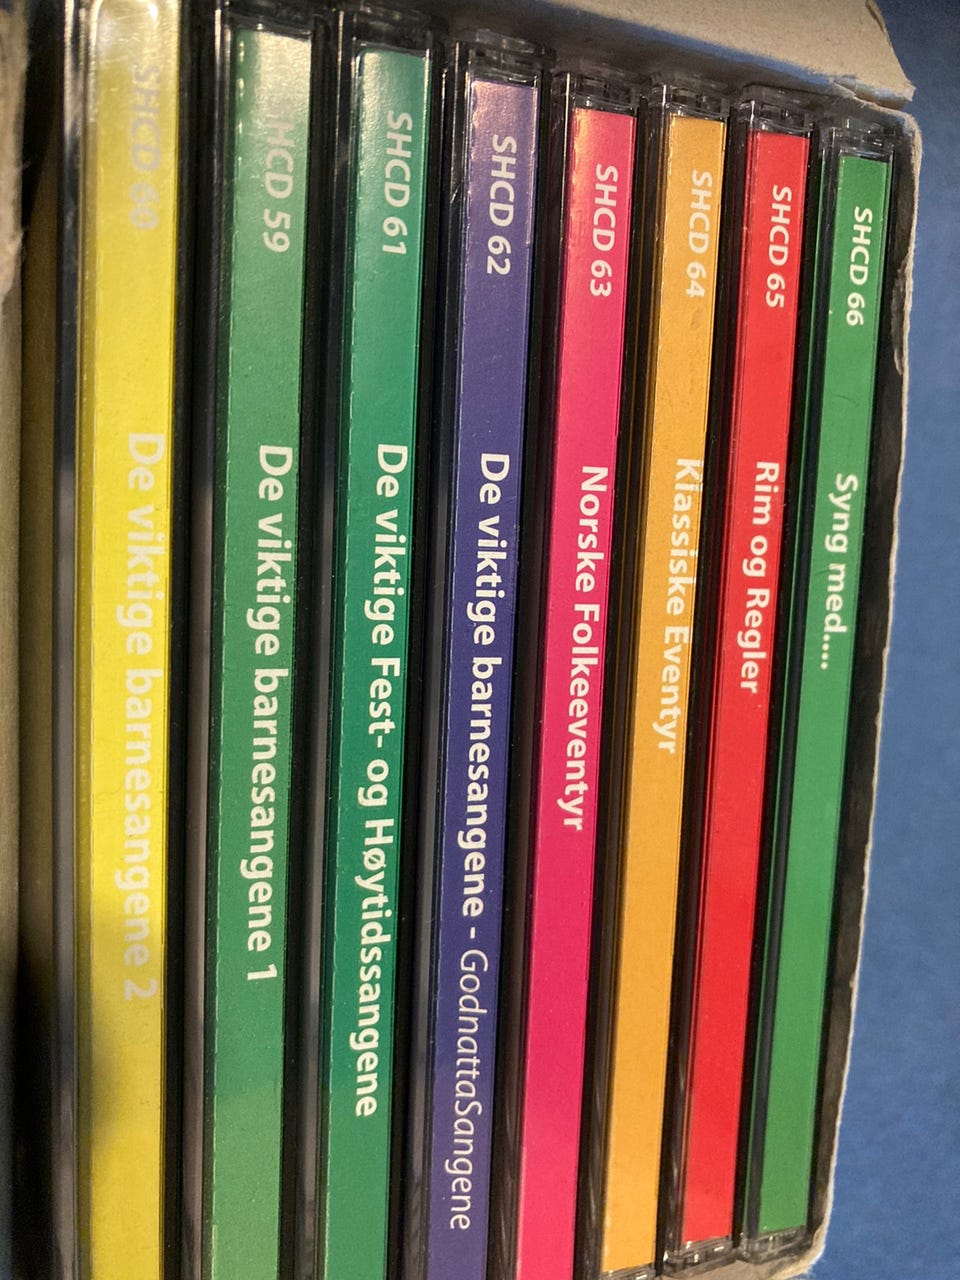 SHCD 60 De viktige barnesangene 2
SHCD 59 De viktige barnesangene 1
SHCD 61 De viktige Fest- og Høytidssangene
SHCD 62 De viktige barnesangene - GodnattaSangene
SHCD 63 Norske Folkeeventyr
SHCD 64 Klassiske Eventyr
SHCD 65 Rim og Regler
SHCD 66 Syng med....